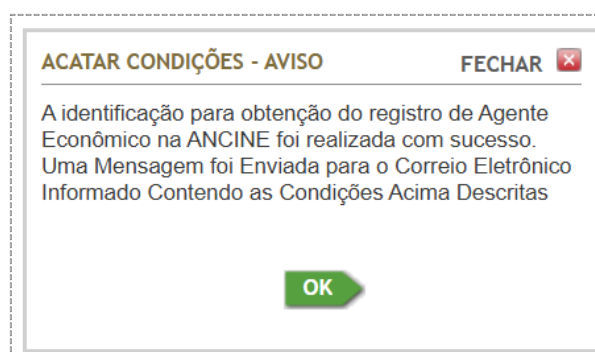 ACATAR CONDIÇÕES - AVISO FECHAR
A identificação para obtenção do registro de Agente
Econômico na ANCINE foi realizada com sucesso.
Uma Mensagem foi Enviada para o Correio Eletrônico
Informado Contendo as Condições Acima Descritas
OK